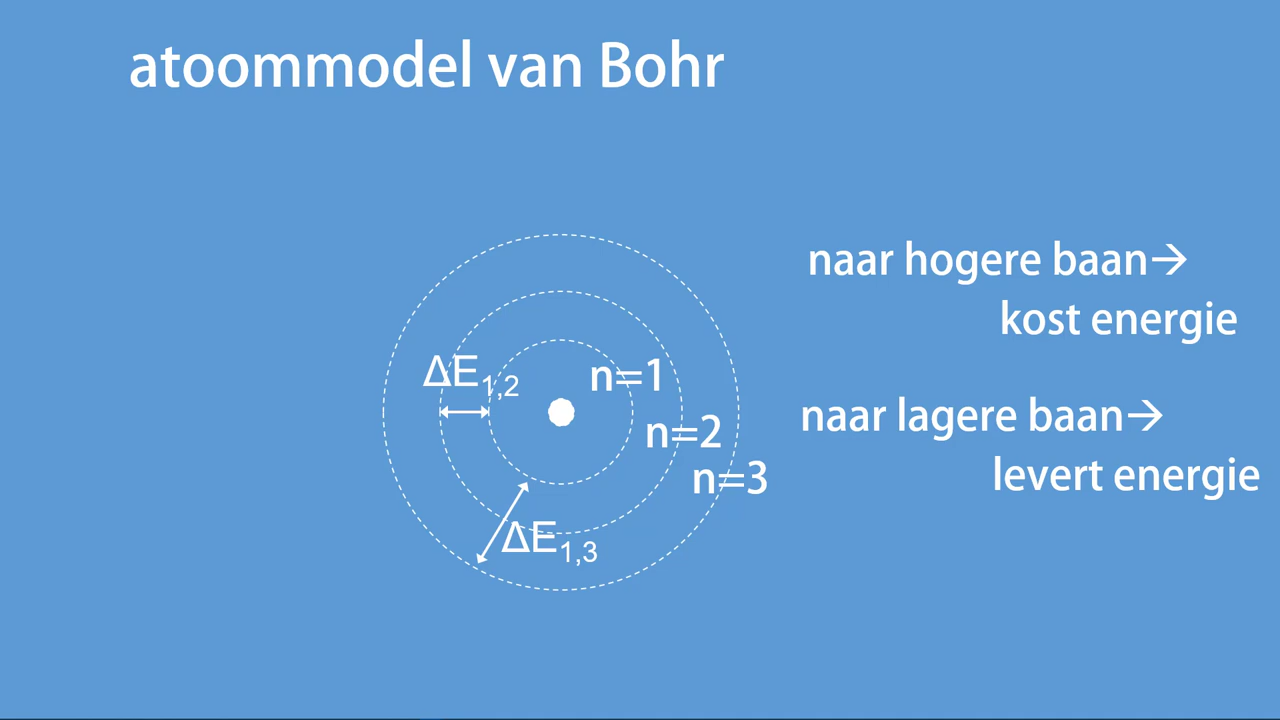 atoommodel van Bohr
naar hogere baan→
kost energie
ΔE1,2
n=1
naar lagere baan→
n=2
levert energie
n=3
ΔE1,3